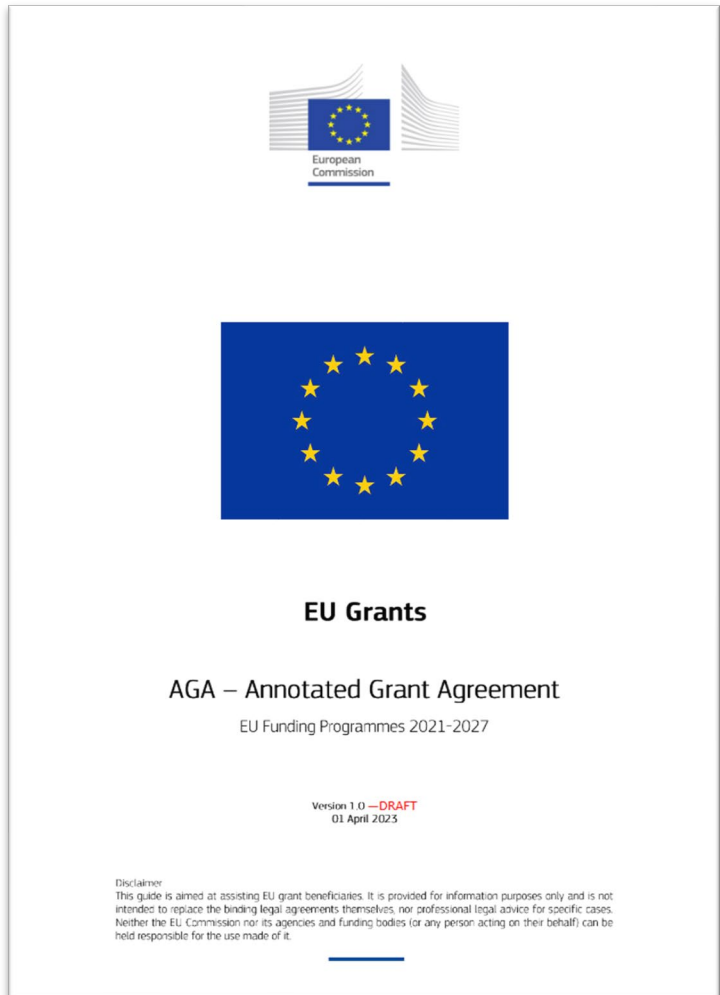 European
Commission
EU Grants
AGA – Annotated Grant Agreement
EU Funding Programmes 2021-2027
Version 1.0 —DRAFT
01 April 2023
Disclaimer
This guide is aimed at assisting EU grant beneficiaries. It is provided for information purposes only and is not
intended to replace the binding legal agreements themselves, nor professional legal advice for specific cases.
Neither the EU Commission nor its agencies and funding bodies (or any person acting on their behalf) can be
held responsible for the use made of it.